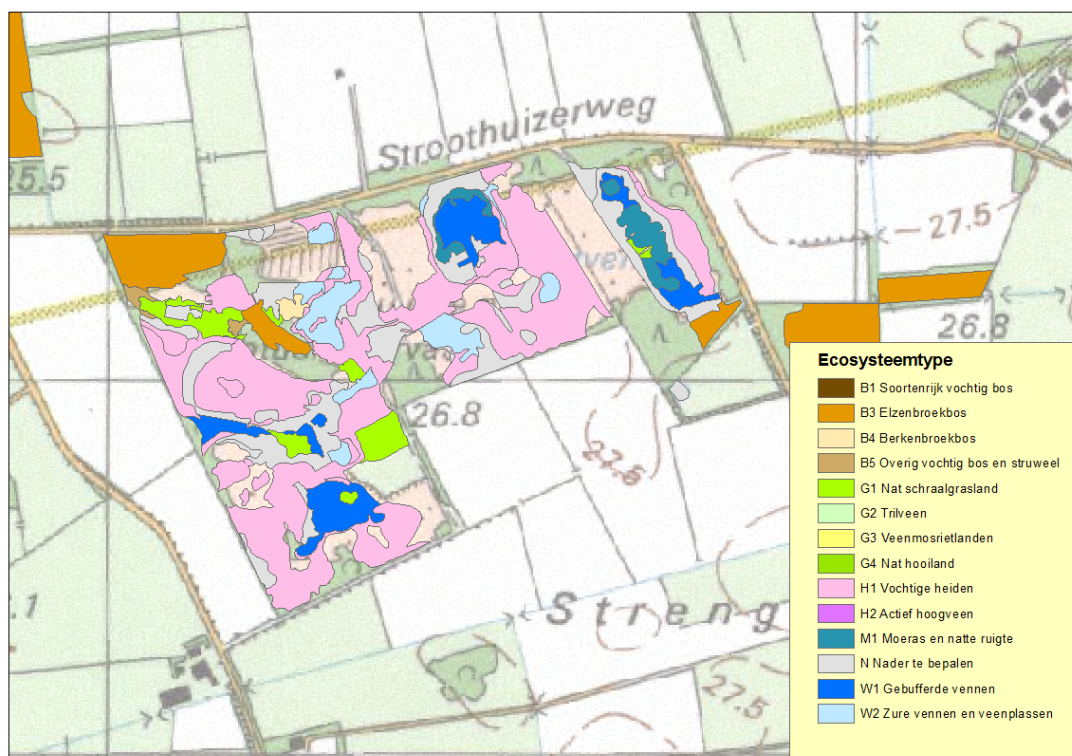 Stroothuizerweg
25.5
27.5
26.8
26.8
27.5
Streng
27.5
Ecosysteemtype
B1 Soortenrijk vochtig bos
B3 Elzenbroekbos
B4 Berkenbroekbos
B5 Overig vochtig bos en struweel
G1 Nat schraalgrasland
G2 Trilveen
G3 Veenmosrietlanden
G4 Nat hooiland
H1 Vochtige heiden
H2 Actief hoogveen
M1 Moeras en natte ruigte
N Nader te bepalen
W1 Gebufferde vennen
W2 Zure vennen en veenplassen